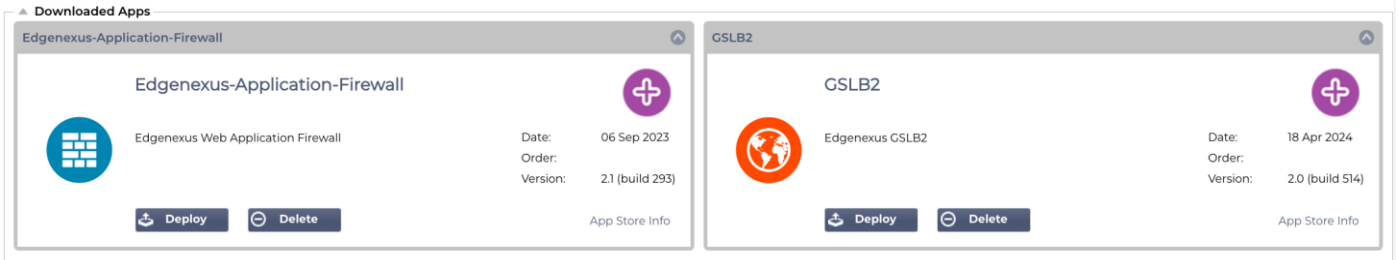 Downloaded Apps
Edgenexus-Application-Firewall
Edgenexus-Application-Firewall
Edgenexus Web Application Firewall
Date: 06 Sep 2023
Order:
Version: 2.1 (build 293)
Deploy Delete App Store Info
GSLB2
GSLB2
Edgenexus GSLB2
Date: 18 Apr 2024
Order:
Version: 2.0 (build 514)
Deploy Delete App Store Info